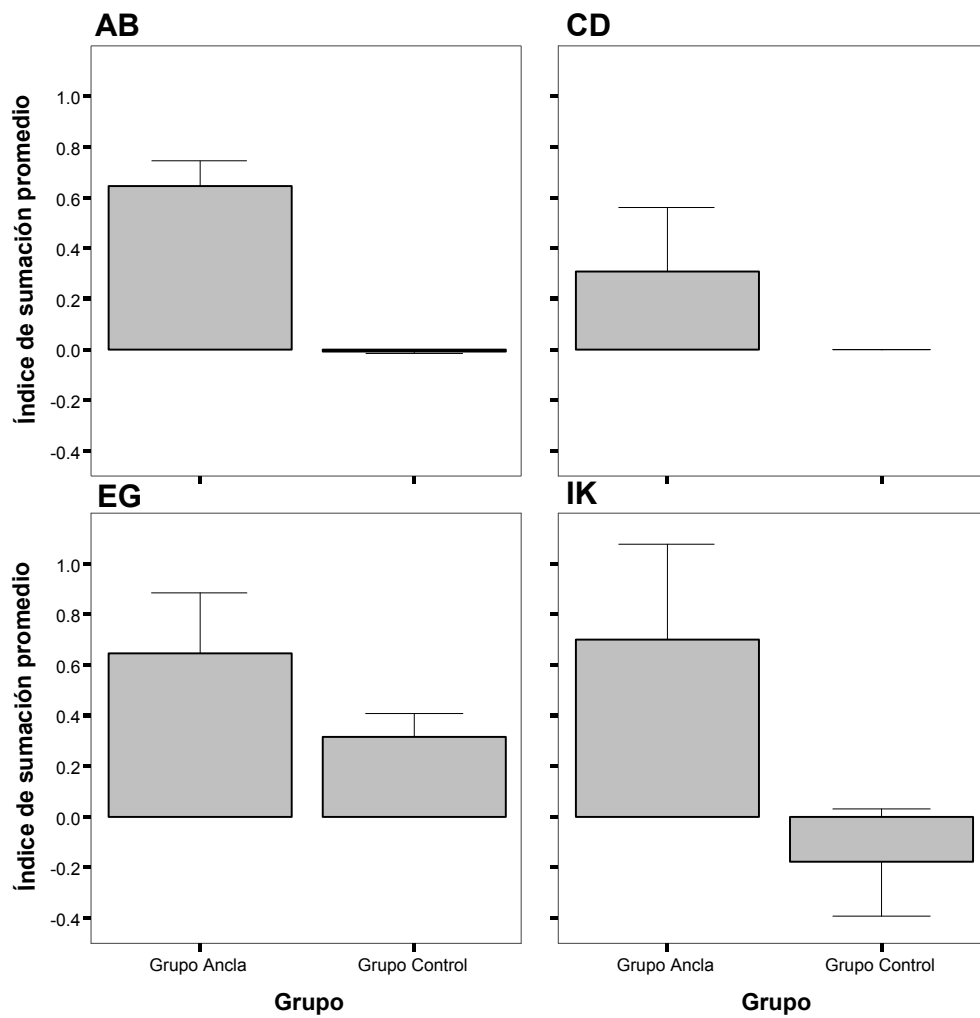 AB
CD
Índice de sumación promedio
1.0
0.8
0.6
0.4
0.2
0.0
-0.2
-0.4
EG
IK
Índice de sumación promedio
1.0
0.8
0.6
0.4
0.2
0.0
-0.2
-0.4
Grupo Ancla
Grupo Control
Grupo Ancla
Grupo Control
Grupo
Grupo